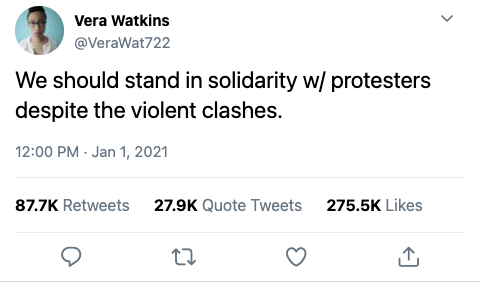 Vera Watkins
@VeraWat722
We should stand in solidarity w/ protesters
despite the violent clashes.
12:00 PM · Jan 1, 2021
87.7K Retweets 27.9K Quote Tweets 275.5K Likes